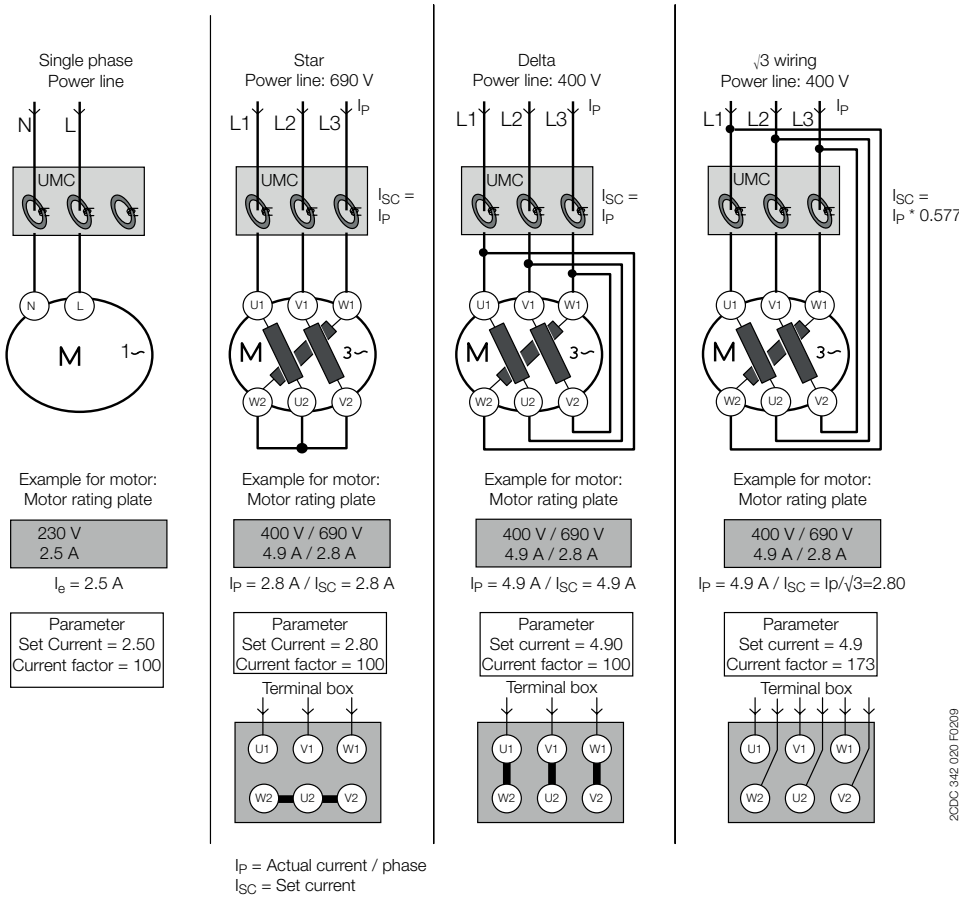 Single phase
Power line
N
L
UMC
N
L
M
1~
Example for motor:
Motor rating plate
230 V
2.5 A
Ie = 2.5 A
Parameter
Set Current = 2.50
Current factor = 100
Star
Power line: 690 V
IP
L1
L2
L3
UMC
ISC =
IP
U1
V1
W1
M
3~
W2
U2
V2
Example for motor:
Motor rating plate
400 V / 690 V
4.9 A / 2.8 A
IP = 2.8 A / ISC = 2.8 A
Parameter
Set Current = 2.80
Current factor = 100
Terminal box
U1
V1
W1
W2
U2
V2
Delta
Power line: 400 V
IP
L1
L2
L3
UMC
ISC =
IP
U1
V1
W1
M
3~
W2
U2
V2
Example for motor:
Motor rating plate
400 V / 690 V
4.9 A / 2.8 A
IP = 4.9 A / ISC = 4.9 A
Parameter
Set current = 4.90
Current factor = 100
Terminal box
U1
V1
W1
W2
U2
V2
√3 wiring
Power line: 400 V
IP
L1
L2
L3
UMC
ISC =
IP * 0.577
U1
V1
W1
M
3~
W2
U2
V2
Example for motor:
Motor rating plate
400 V / 690 V
4.9 A / 2.8 A
IP = 4.9 A / ISC = Ip/√3=2.80
Parameter
Set current = 4.9
Current factor = 173
Terminal box
U1
V1
W1
W2
U2
V2
IP = Actual current / phase
ISC = Set current
2CDC 342 020 F0209